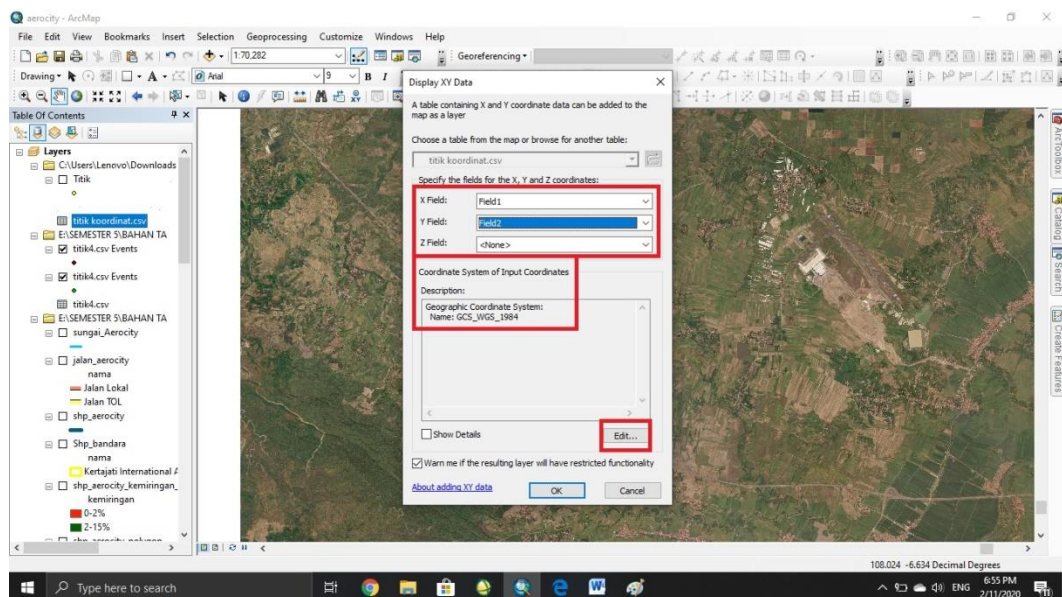 aerocity - ArcMap
File Edit View Bookmarks Insert Selection Geoprocessing Customize Windows Help
1:70,282
Georeferencing
Drawing
Arial
9
B I
Table Of Contents
Layers
C:\Users\Lenovo\Downloads
Titik
titik koordinat.csv
E:\SEMESTER 5\BAHAN TA
titik4.csv Events
titik4.csv Events
titik4.csv
E:\SEMESTER 5\BAHAN TA
sungai_Aerocity
jalan_aerocity
nama
Jalan Lokal
Jalan TOL
shp_aerocity
Shp_bandara
nama
Kertajati International
shp_aerocity_kemiringan_
kemiringan
0-2%
2-15%
Display XY Data
A table containing X and Y coordinate data can be added to the
map as a layer
Choose a table from the map or browse for another table:
titik koordinat.csv
Specify the fields for the X, Y and Z coordinates:
X Field: Field1
Y Field: Field2
Z Field: <None>
Coordinate System of Input Coordinates
Description:
Geographic Coordinate System:
Name: GCS_WGS_1984
Show Details
Edit...
Warn me if the resulting layer will have restricted functionality
About adding XY data
OK
Cancel
ArcToolbox
Catalog
Search
Create Features
108.024 -6.634 Decimal Degrees
Type here to search
ENG
6:55 PM
2/11/2020